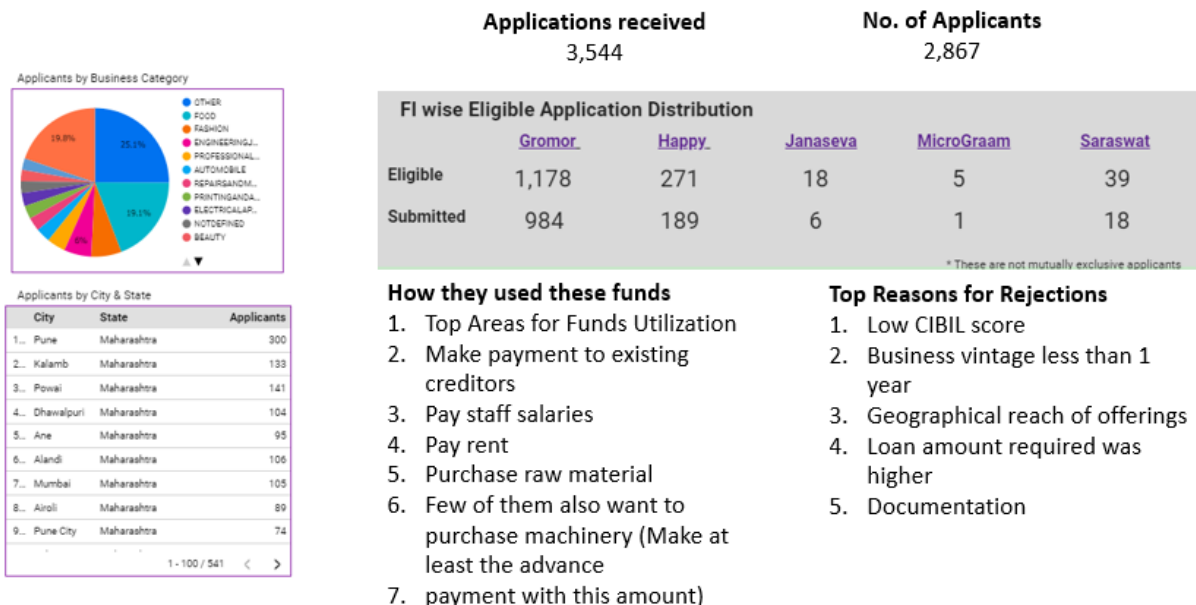 Applications received
3,544
No. of Applicants
2,867
Applicants by Business Category
19.8%
25.1%
19.1%
6%
OTHER
FOOD
FASHION
ENGINEERINGJ...
PROFESSIONAL...
AUTOMOBILE
REPAIRSANDM...
PRINTINGANDA...
ELECTRICALAP...
NOTDEFINED
BEAUTY
FI wise Eligible Application Distribution
Gromor Happy Janaseva MicroGraam Saraswat
Eligible 1,178 271 18 5 39
Submitted 984 189 6 1 18
* These are not mutually exclusive applicants
Applicants by City & State
City State Applicants
1... Pune Maharashtra 300
2... Kalamb Maharashtra 133
3... Powai Maharashtra 141
4... Dhawalpuri Maharashtra 104
5... Ane Maharashtra 95
6... Alandi Maharashtra 106
7... Mumbai Maharashtra 105
8... Airoli Maharashtra 89
9... Pune City Maharashtra 74
1 - 100 / 541 < >
How they used these funds
1. Top Areas for Funds Utilization
2. Make payment to existing
creditors
3. Pay staff salaries
4. Pay rent
5. Purchase raw material
6. Few of them also want to
purchase machinery (Make at
least the advance
7. payment with this amount)
Top Reasons for Rejections
1. Low CIBIL score
2. Business vintage less than 1
year
3. Geographical reach of offerings
4. Loan amount required was
higher
5. Documentation